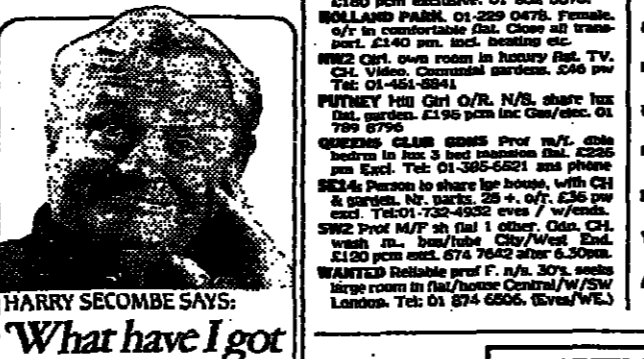 HARRY SECOMBE SAYS:
'What have I got
£180 pcm exclusive. 01
HOLLAND PARK. 01-229 0478. Female.
o/r in comfortable flat. Close all trans-
port. £140 pm. incl. heating etc.
NW2 Girl. own room in luxury flat. TV.
CH. Video. Communal gardens. £46 pw
Tel: 01-451-8841
PUTNEY Hill Girl O/R. N/S. share lux
flat. garden. £195 pcm inc Gas/elec. 01
789 8796
QUEENS CLUB GDNS Prof m/f. dble
bedrm in lux 3 bed mansion flat. £225
pm Excl. Tel: 01-385-6521 ans phone
SE14: Person to share lge house, with CH
& garden. Nr. parks. 25 +. o/r. £36 pw
excl. Tel:01-732-4932 eves / w/ends.
SW2 Prof M/F sh flat 1 other. Gdn. CH.
wash m., bus/tube City/West End.
£120 pcm excl. 674 7642 after 6.30pm.
WANTED Reliable prof F. n/s. 30's. seeks
large room in flat/house Central/W/SW
London. Tel: 01 874 6506. (Eves/WE.)